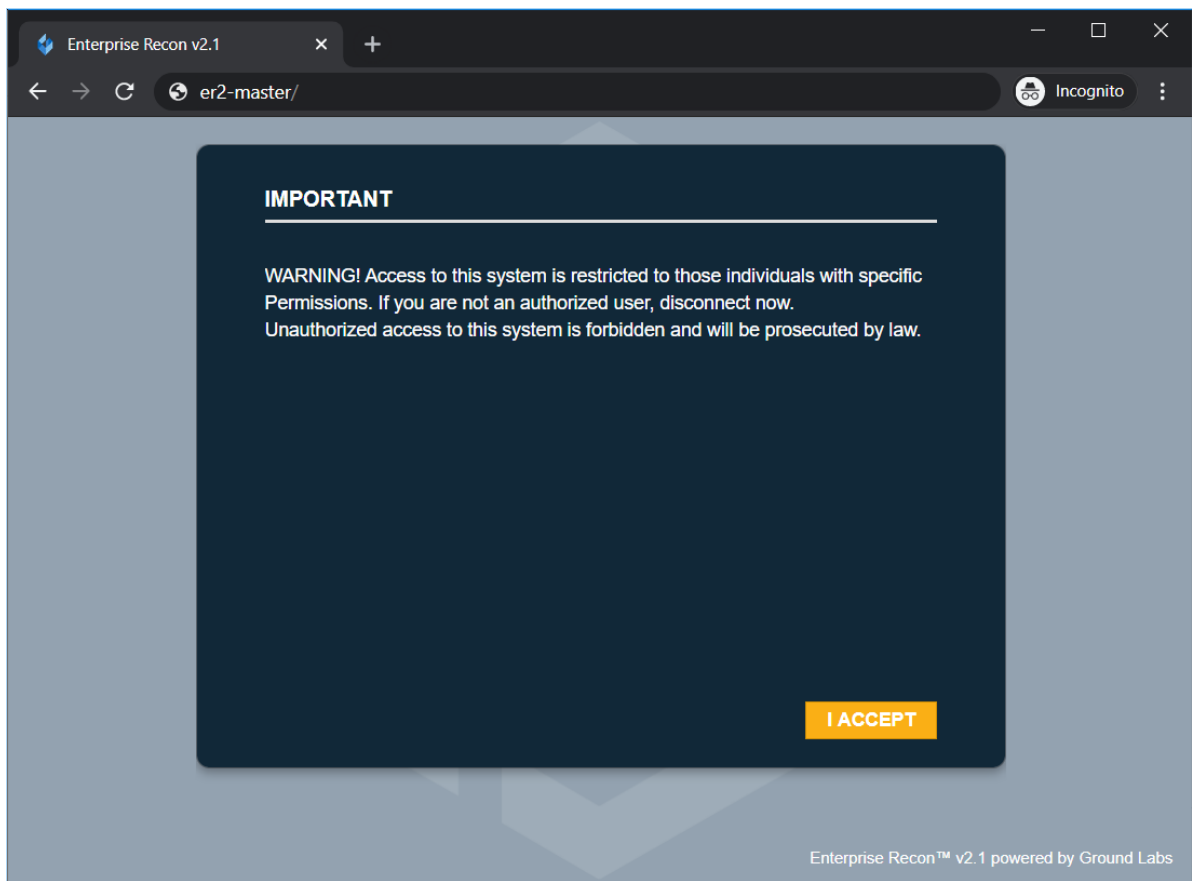 Enterprise Recon v2.1
er2-master/
Incognito
IMPORTANT
WARNING! Access to this system is restricted to those individuals with specific
Permissions. If you are not an authorized user, disconnect now.
Unauthorized access to this system is forbidden and will be prosecuted by law.
I ACCEPT
Enterprise Recon™ v2.1 powered by Ground Labs